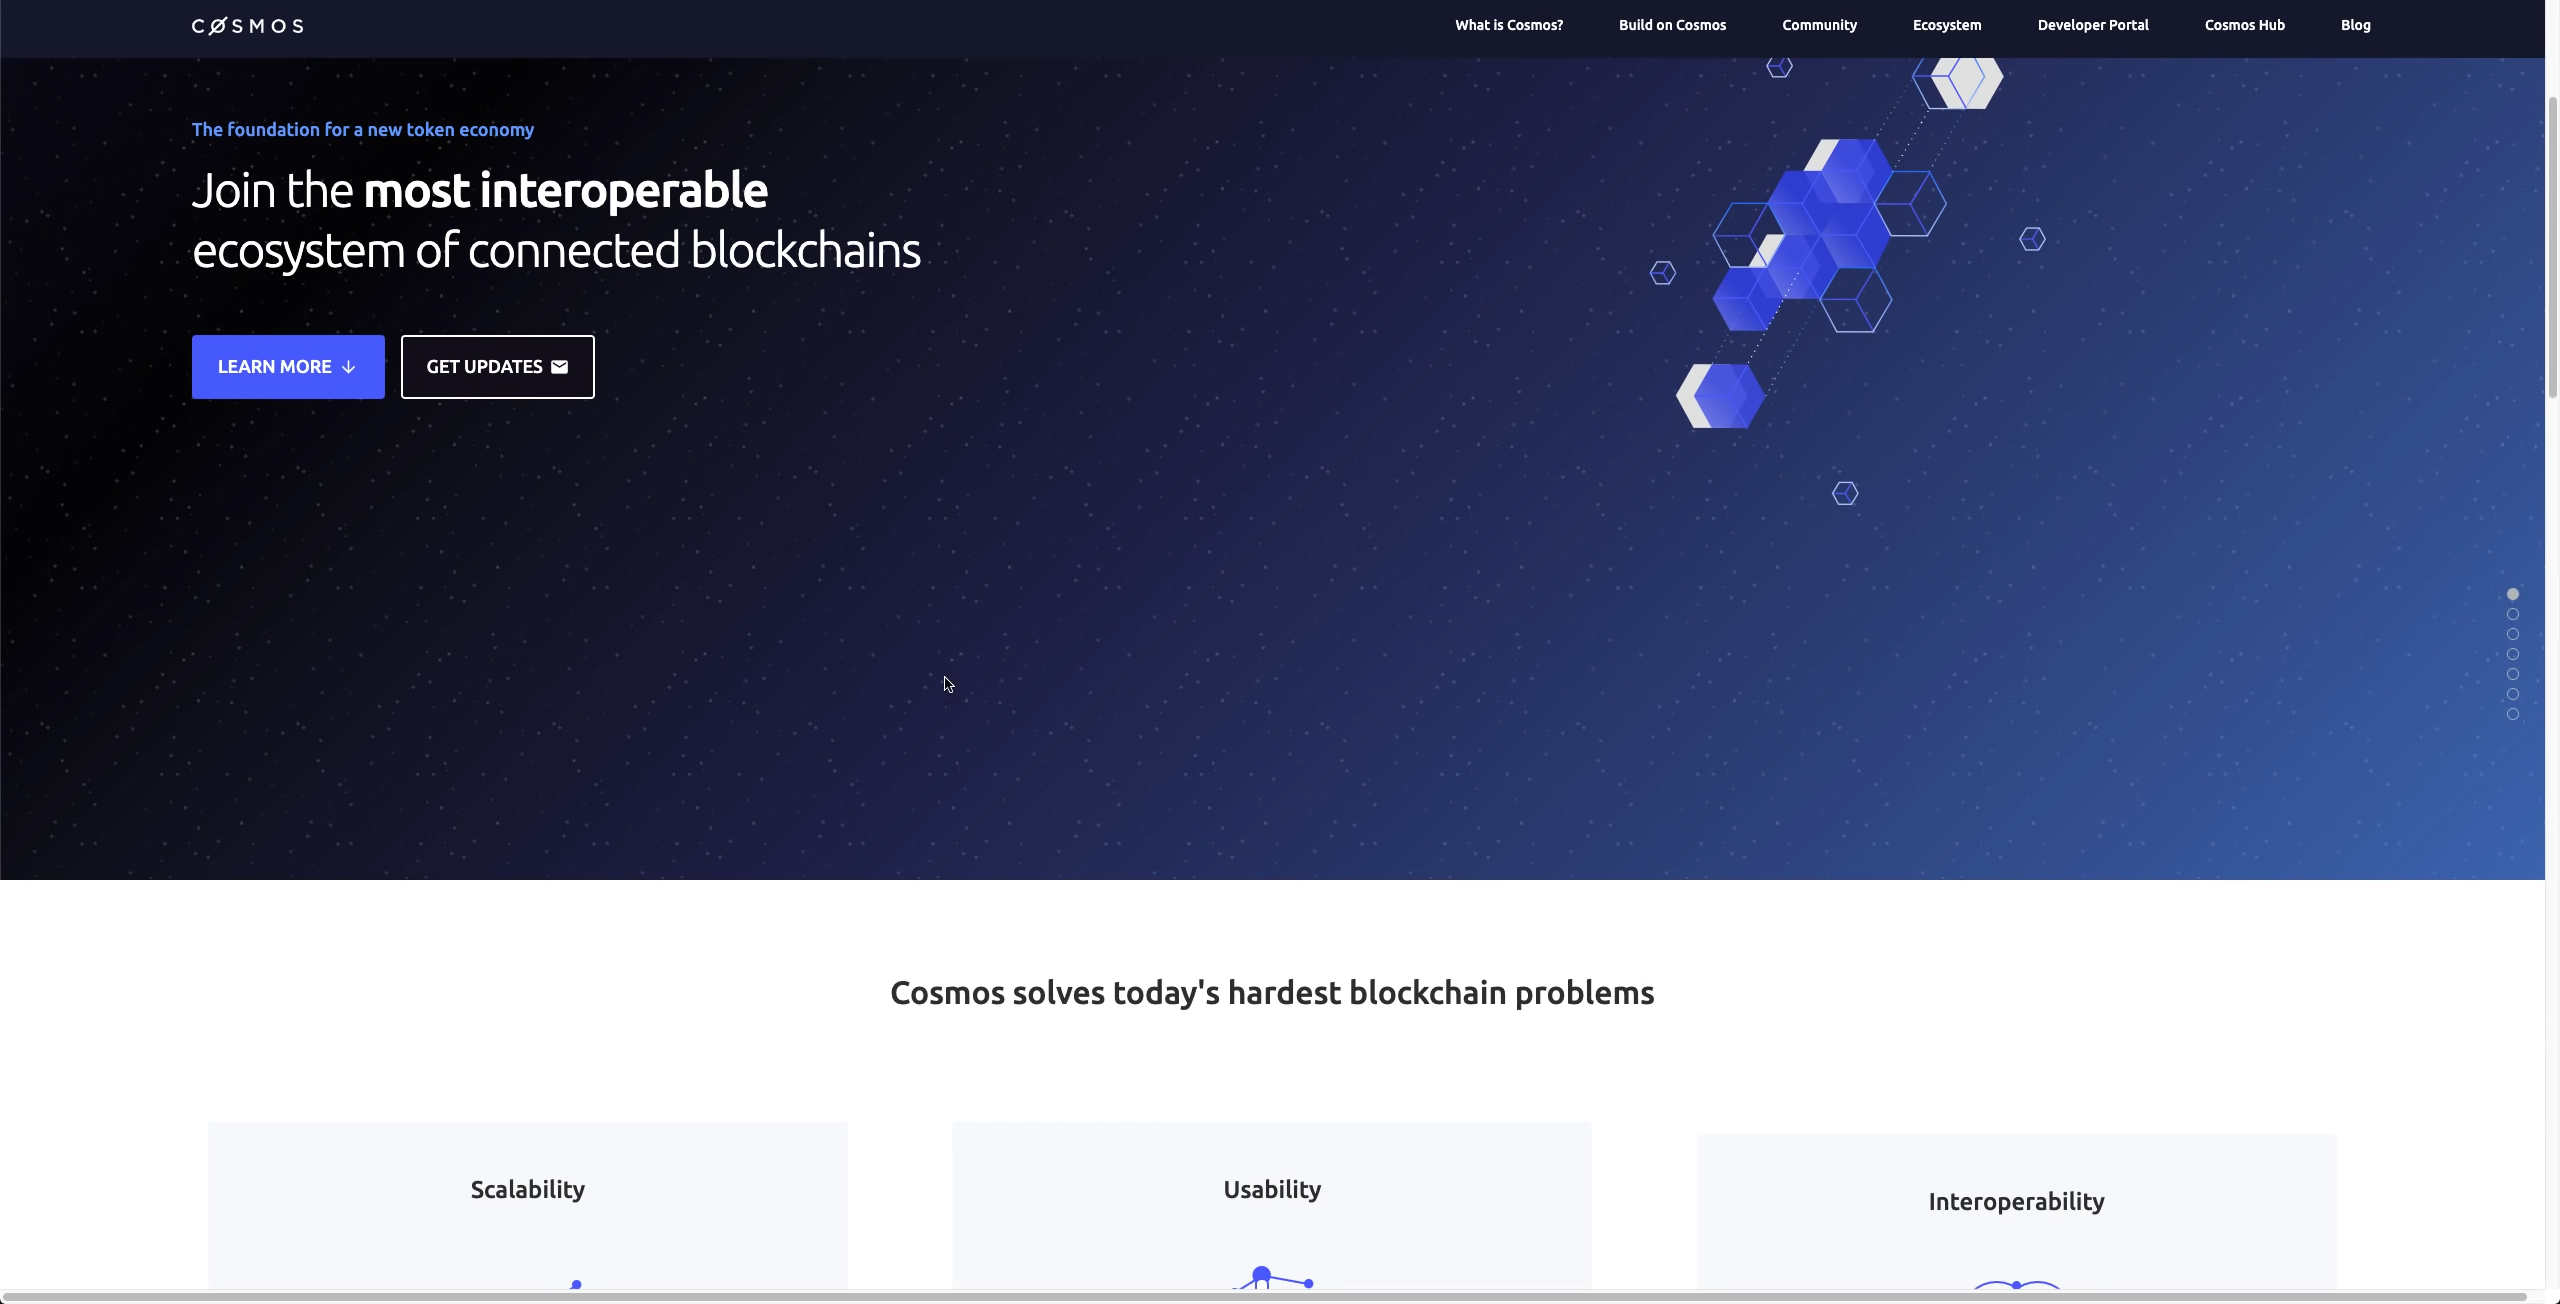 COSMOS
What is Cosmos?
Build on Cosmos
Community
Ecosystem
Developer Portal
Cosmos Hub
Blog
The foundation for a new token economy
Join the most interoperable
ecosystem of connected blockchains
LEARN MORE
GET UPDATES
Cosmos solves today's hardest blockchain problems
Scalability
Usability
Interoperability